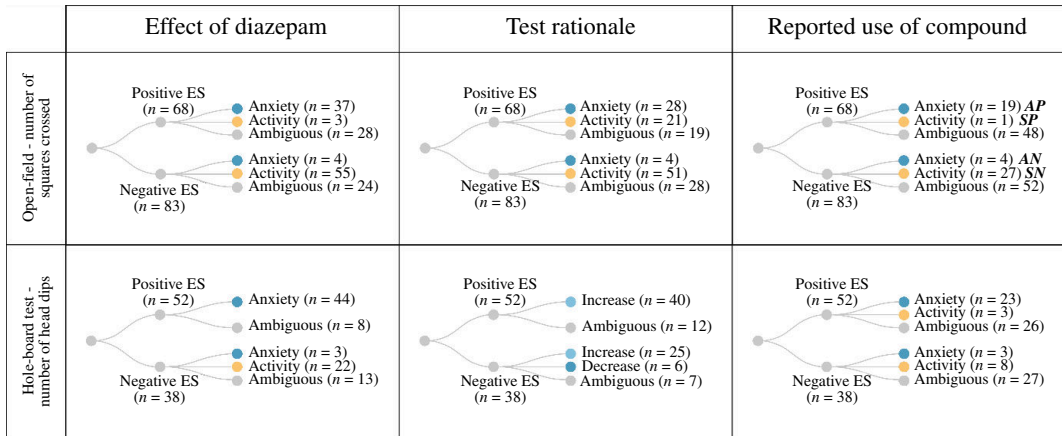 Effect of diazepam
Test rationale
Reported use of compound
Open-field - number of
squares crossed
Positive ES
(n = 68)
Anxiety (n = 37)
Activity (n = 3)
Ambiguous (n = 28)
Anxiety (n = 4)
Activity (n = 55)
Ambiguous (n = 24)
Negative ES
(n = 83)
Positive ES
(n = 68)
Anxiety (n = 28)
Activity (n = 21)
Ambiguous (n = 19)
Anxiety (n = 4)
Activity (n = 51)
Ambiguous (n = 28)
Negative ES
(n = 83)
Positive ES
(n = 68)
Anxiety (n = 19) AP
Activity (n = 1) SP
Ambiguous (n = 48)
Anxiety (n = 4) AN
Activity (n = 27) SN
Ambiguous (n = 52)
Negative ES
(n = 83)
Hole-board test -
number of head dips
Positive ES
(n = 52)
Anxiety (n = 44)
Ambiguous (n = 8)
Anxiety (n = 3)
Activity (n = 22)
Ambiguous (n = 13)
Negative ES
(n = 38)
Positive ES
(n = 52)
Increase (n = 40)
Ambiguous (n = 12)
Increase (n = 25)
Decrease (n = 6)
Ambiguous (n = 7)
Negative ES
(n = 38)
Positive ES
(n = 52)
Anxiety (n = 23)
Activity (n = 3)
Ambiguous (n = 26)
Anxiety (n = 3)
Activity (n = 8)
Ambiguous (n = 27)
Negative ES
(n = 38)